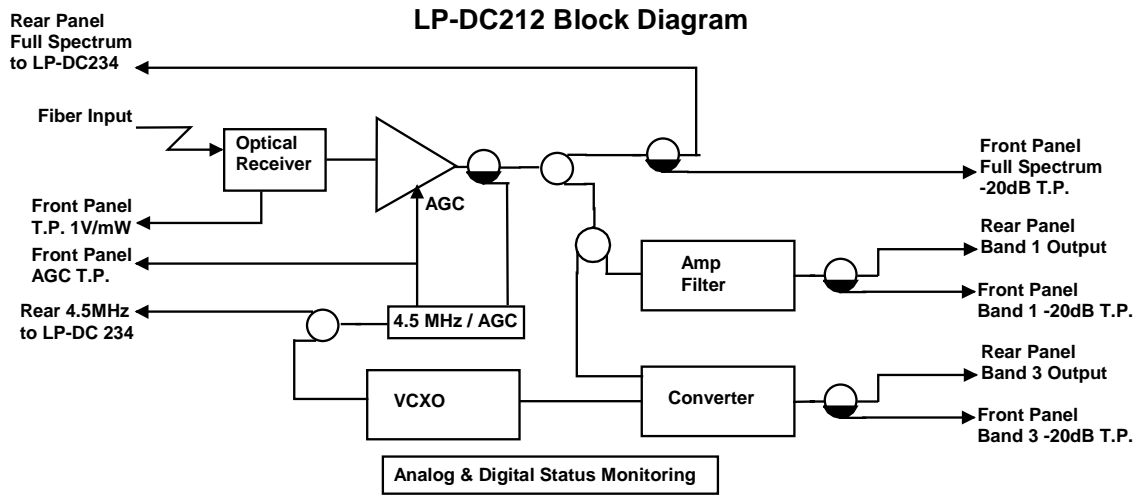 LP-DC212 Block Diagram
Rear Panel
Full Spectrum
to LP-DC234
Fiber Input
Optical
Receiver
Front Panel
Full Spectrum
-20dB T.P.
Front Panel
T.P. 1V/mW
AGC
Front Panel
AGC T.P.
Rear Panel
Band 1 Output
Amp
Filter
Front Panel
Band 1 -20dB T.P.
Rear 4.5MHz
to LP-DC 234
4.5 MHz / AGC
Rear Panel
Band 3 Output
VCXO
Converter
Front Panel
Band 3 -20dB T.P.
Analog & Digital Status Monitoring